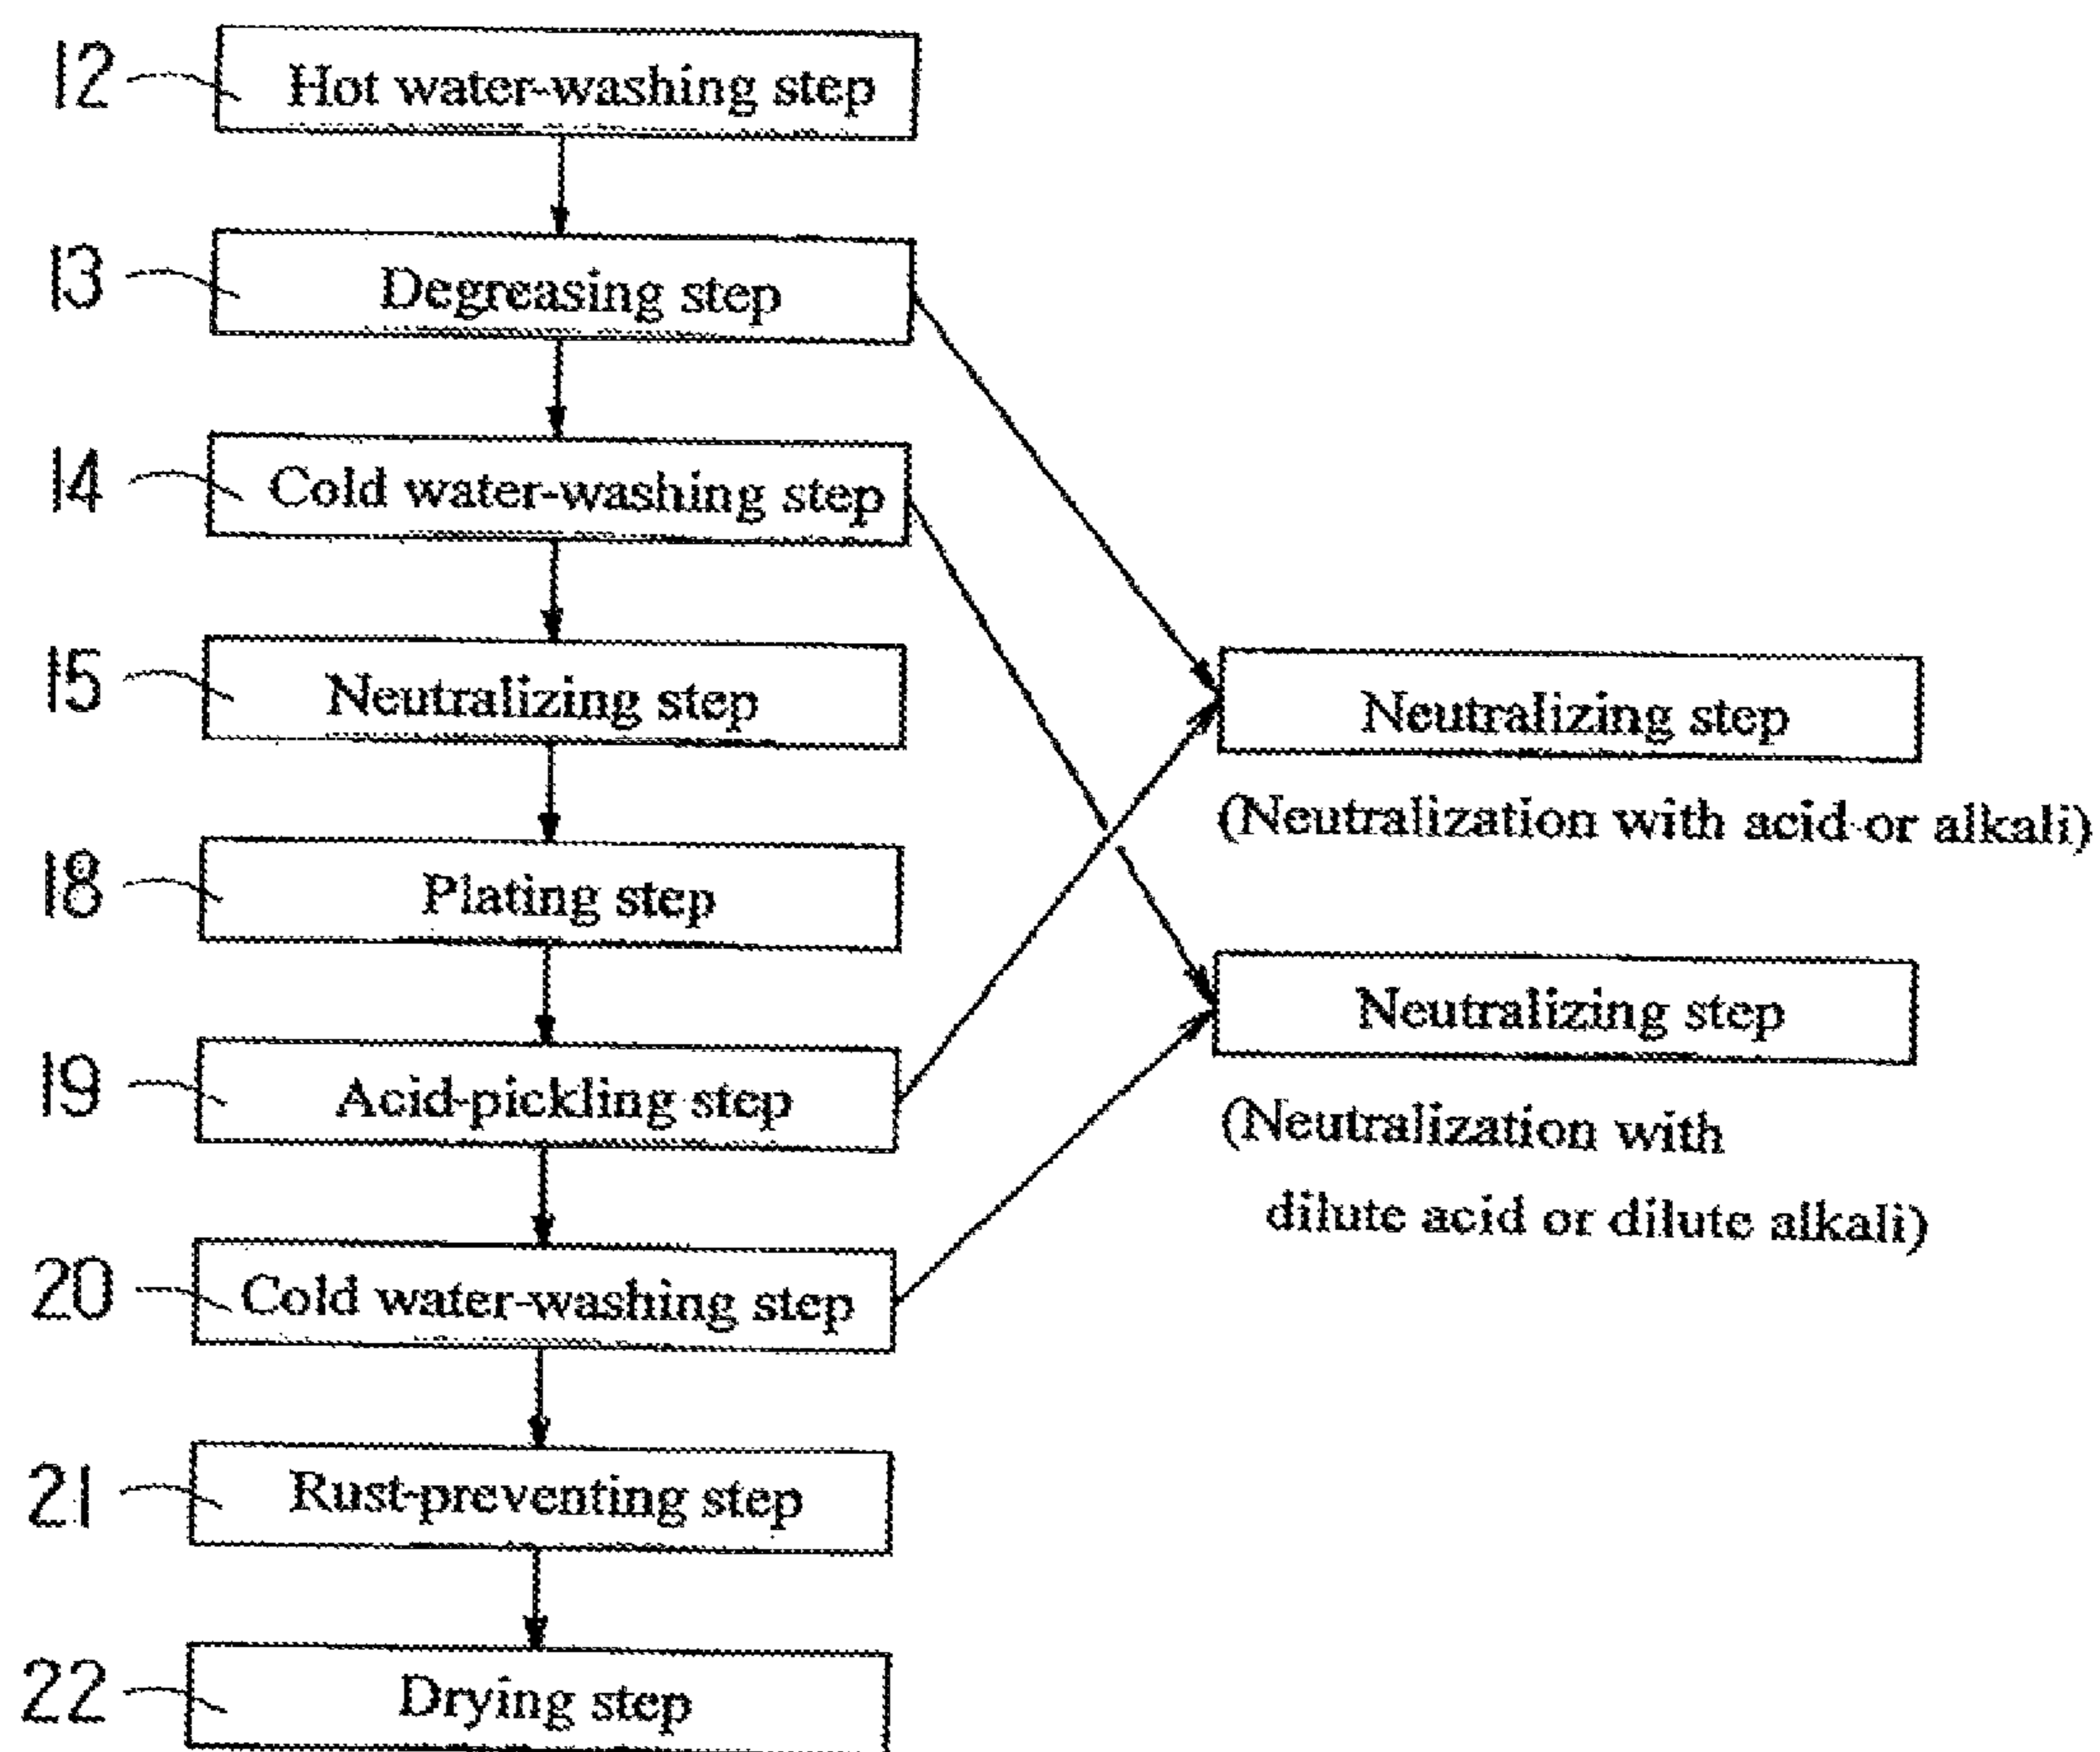 12 Hot water-washing step
13 Degreasing step
14 Cold water-washing step
15 Neutralizing step
Neutralizing step
(Neutralization with acid or alkali)
18 Plating step
Neutralizing step
19 Acid-pickling step
(Neutralization with
dilute acid or dilute alkali)
20 Cold water-washing step
21 Rust-preventing step
22 Drying step